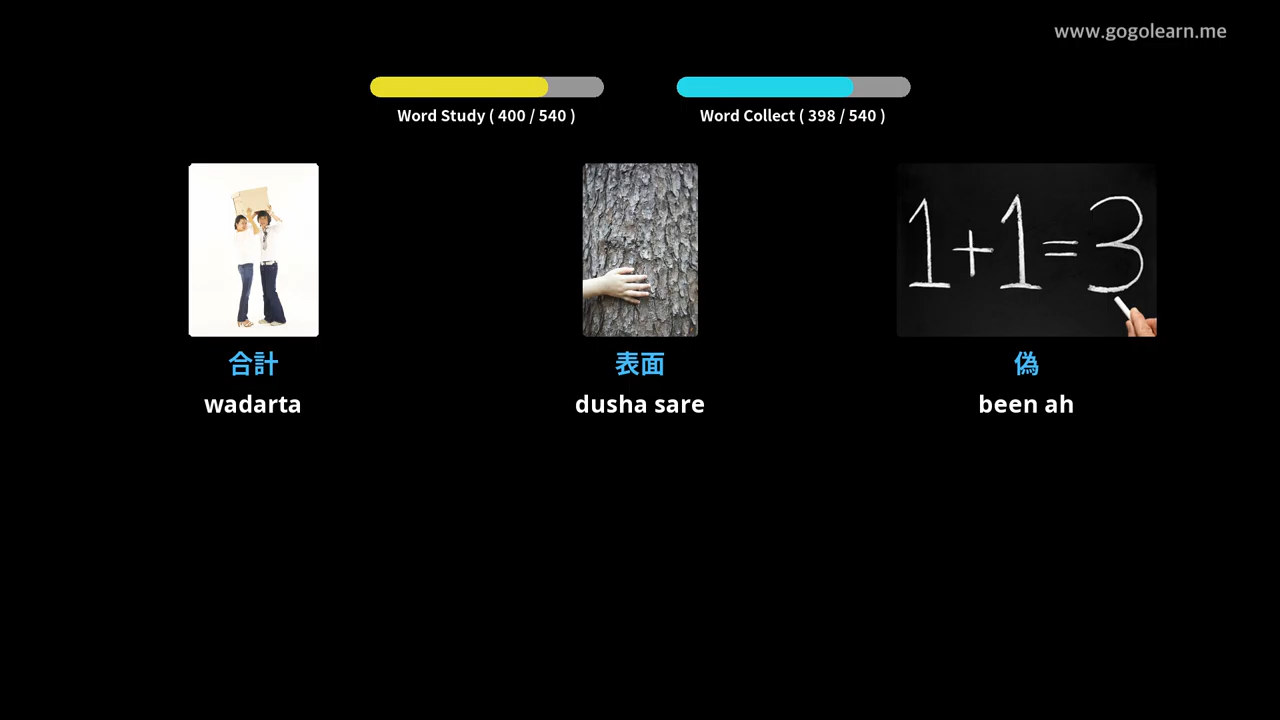 www.gogolearn.me
Word Study ( 400 / 540 )
Word Collect ( 398 / 540 )
1+1=3
合計
表面
偽
wadarta
dusha sare
been ah